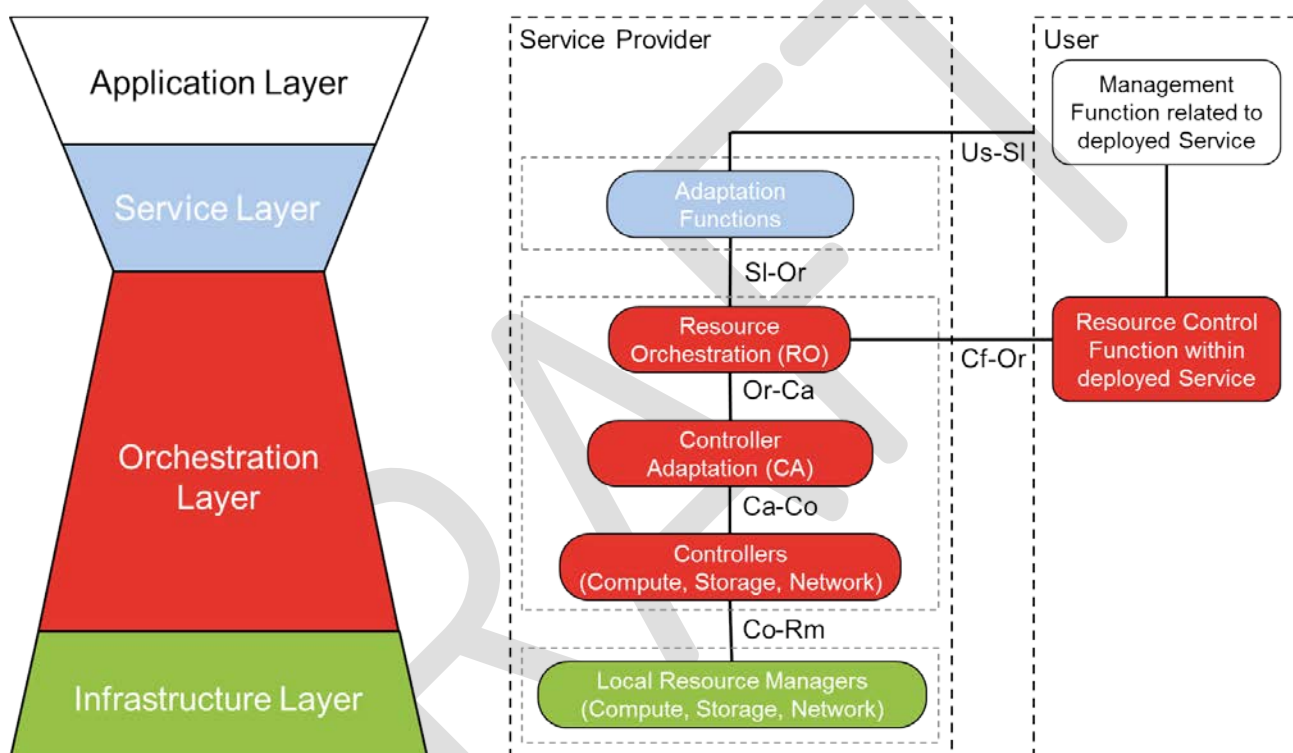 Application Layer
Service Layer
Orchestration
Layer
Infrastructure Layer
Service Provider
Adaptation
Functions
Sl-Or
Resource
Orchestration (RO)
Or-Ca
Controller
Adaptation (CA)
Ca-Co
Controllers
(Compute, Storage, Network)
Co-Rm
Local Resource Managers
(Compute, Storage, Network)
Us-Sl
Cf-Or
User
Management
Function related to
deployed Service
Resource Control
Function within
deployed Service
RAFT